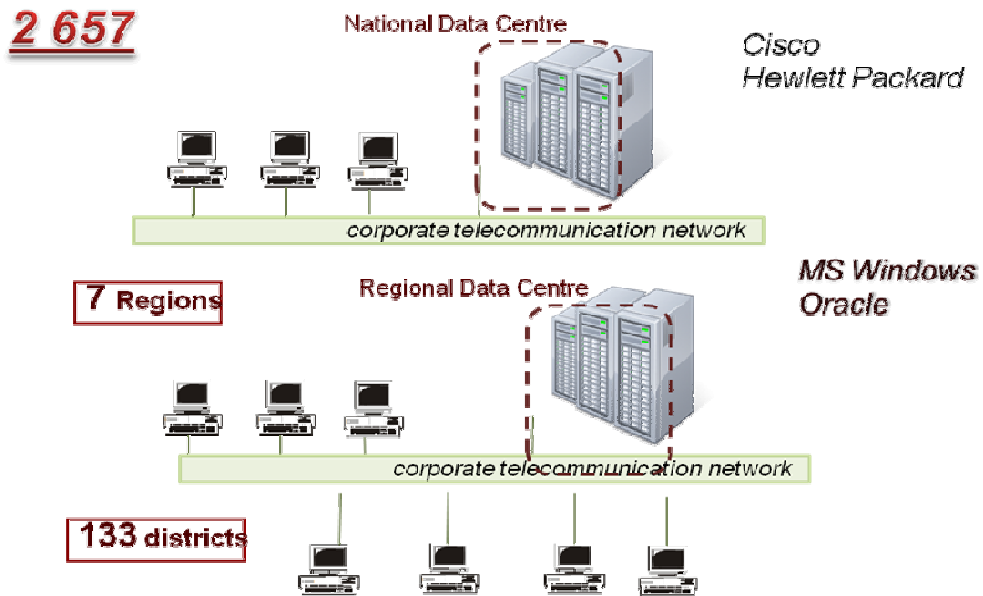 2 657
National Data Centre
Cisco
Hewlett Packard
corporate telecommunication network
MS Windows
Oracle
7 Regions
Regional Data Centre
corporate telecommunication network
133 districts